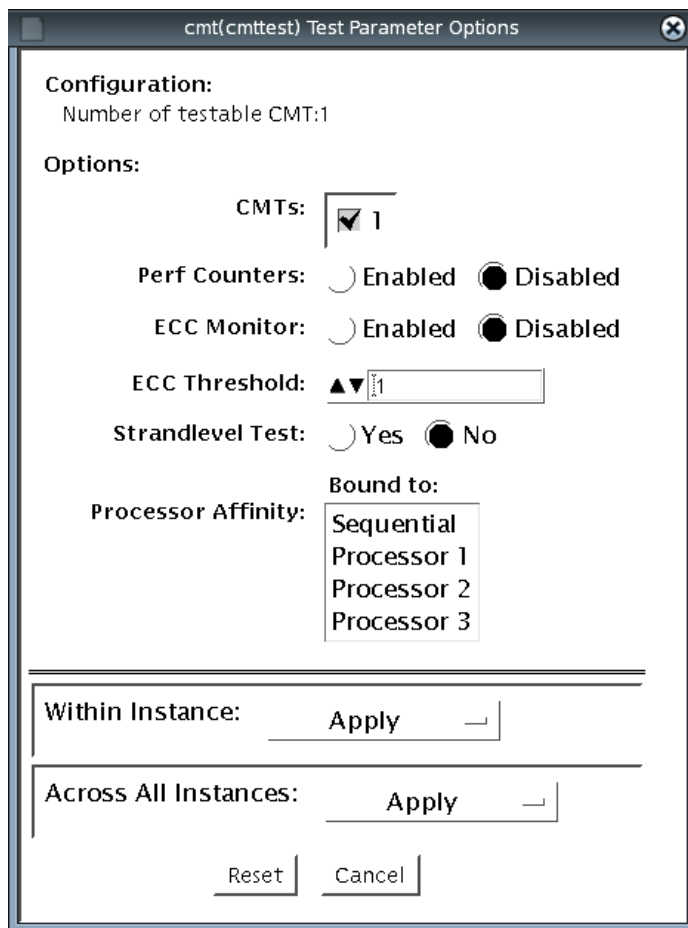 cmt(cmttest) Test Parameter Options
Configuration:
Number of testable CMT:1
Options:
CMTs: 1
Perf Counters: Enabled Disabled
ECC Monitor: Enabled Disabled
ECC Threshold: 1
Strandlevel Test: Yes No
Bound to:
Processor Affinity:
Sequential
Processor 1
Processor 2
Processor 3
Within Instance: Apply
Across All Instances: Apply
Reset Cancel